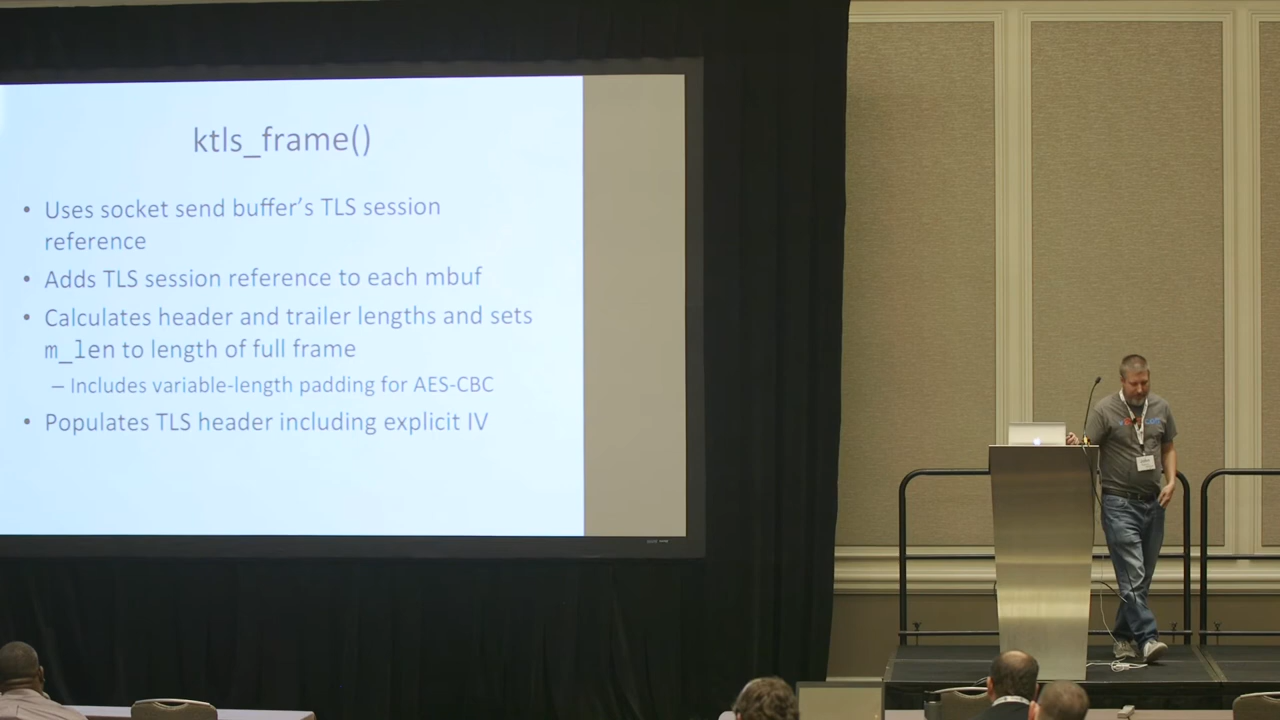 ktls_frame()
• Uses socket send buffer’s TLS session
reference
• Adds TLS session reference to each mbuf
• Calculates header and trailer lengths and sets
m_len to length of full frame
– Includes variable-length padding for AES-CBC
• Populates TLS header including explicit IV